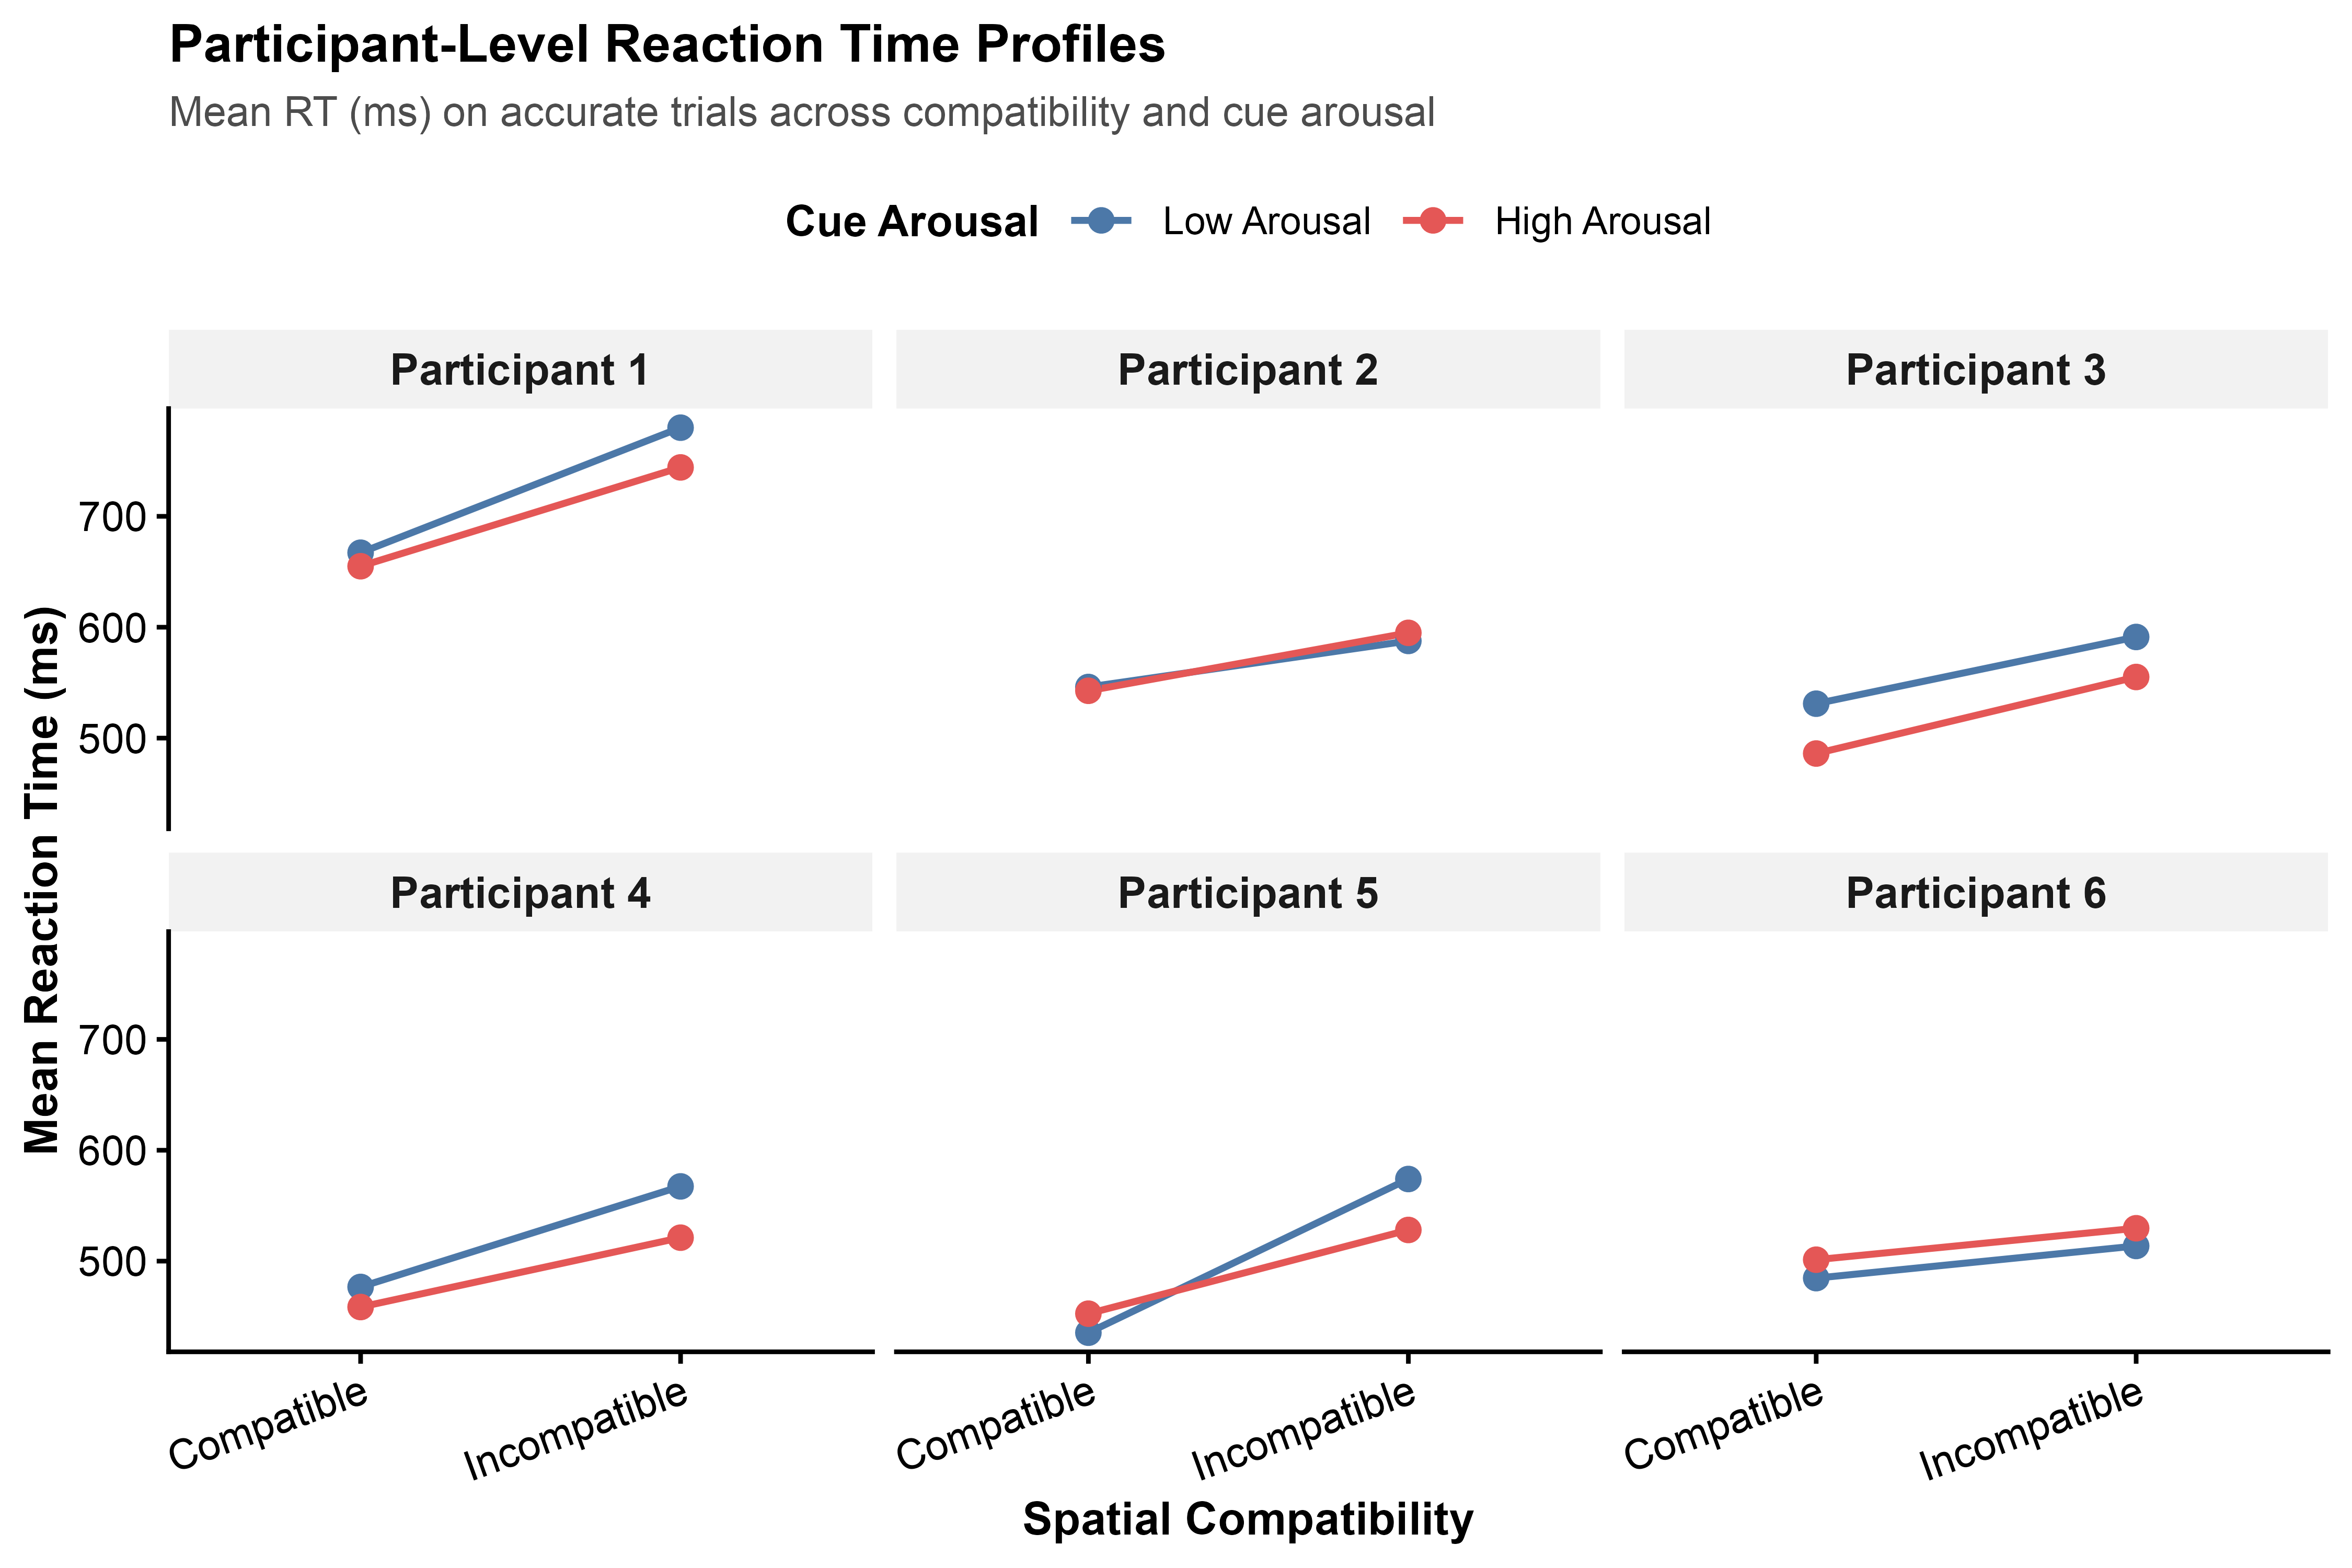 Participant-Level Reaction Time Profiles
Mean RT (ms) on accurate trials across compatibility and cue arousal
Cue Arousal Low Arousal High Arousal
Participant 1 Participant 2 Participant 3
700
600
500
Mean Reaction Time (ms)
Participant 4 Participant 5 Participant 6
700
600
500
Compatible Incompatible Compatible Incompatible Compatible Incompatible
Spatial Compatibility